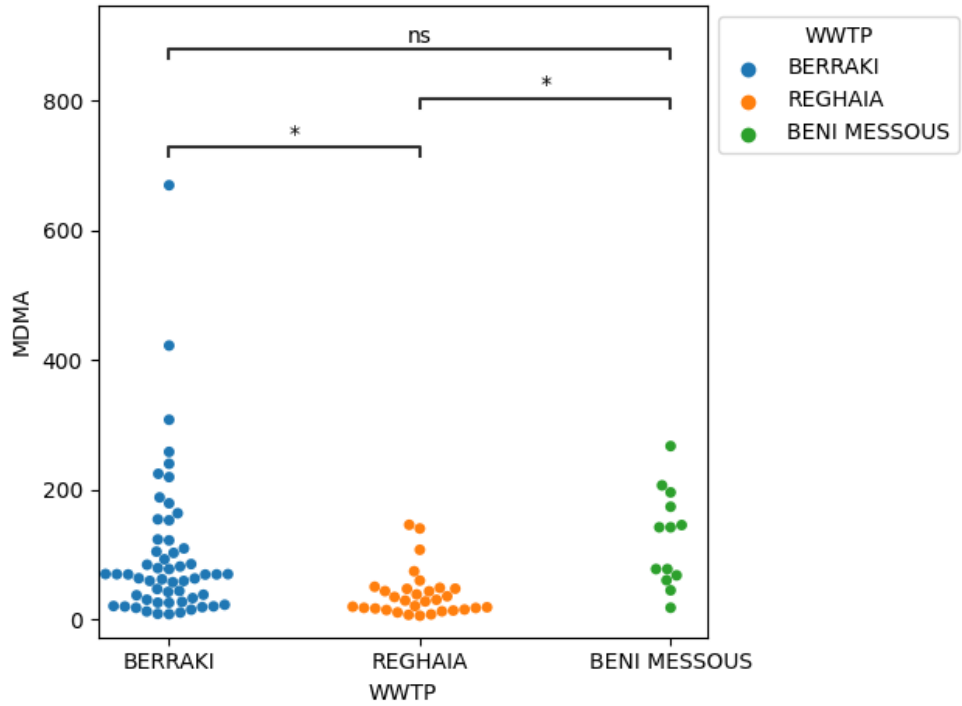 ns
WWTP
BERRAKI
REGHAIA
BENI MESSOUS
*
*
800
600
400
200
0
MDMA
BERRAKI
REGHAIA
BENI MESSOUS
WWTP